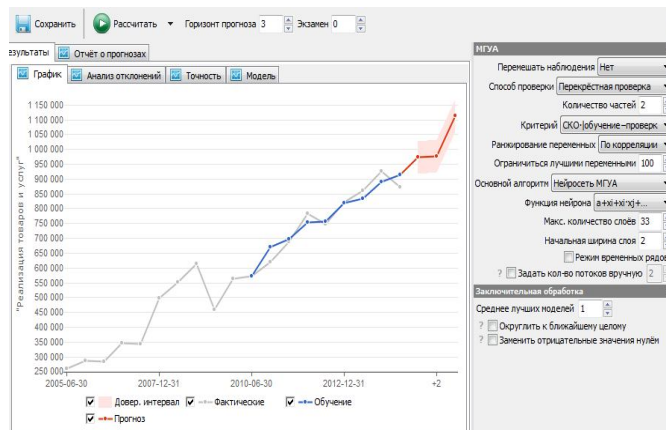 Сохранить Рассчитать Горизонт прогноза 3 Экзамен 0
езультаты Отчёт о прогнозах
График Анализ отклонений Точность Модель
"Реализация товаров и услуг"
1 150 000
1 100 000
1 050 000
1 000 000
950 000
900 000
850 000
800 000
750 000
700 000
650 000
600 000
550 000
500 000
450 000
400 000
350 000
300 000
250 000
2005-06-30 2007-12-31 2010-06-30 2012-12-31 +2
Довер. интервал Фактические Обучение
Прогноз
МГУА
Перемешать наблюдения Нет
Способ проверки Перекрёстная проверка
Количество частей 2
Критерий СКО-|обучение−проверк
Ранжирование переменных По корреляции
Ограничиться лучшими переменными 100
Основной алгоритм Нейросеть МГУА
Функция нейрона a+xi+xi·xj+...
Макс. количество слоёв 33
Начальная ширина слоя 2
Режим временных рядов
? Задать кол-во потоков вручную 2
Заключительная обработка
Среднее лучших моделей 1
? Округлить к ближайшему целому
? Заменить отрицательные значения нулём